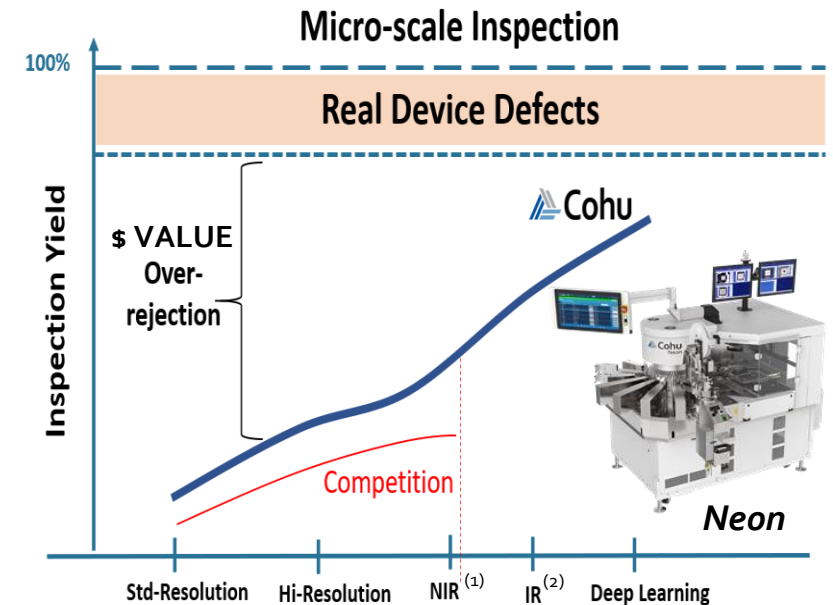 Micro-scale Inspection
100%
Real Device Defects
Inspection Yield
$ VALUE
Over-
rejection
Cohu
Competition
Cohu
Neon
Std-Resolution
Hi-Resolution
NIR (1)
IR (2)
Deep Learning